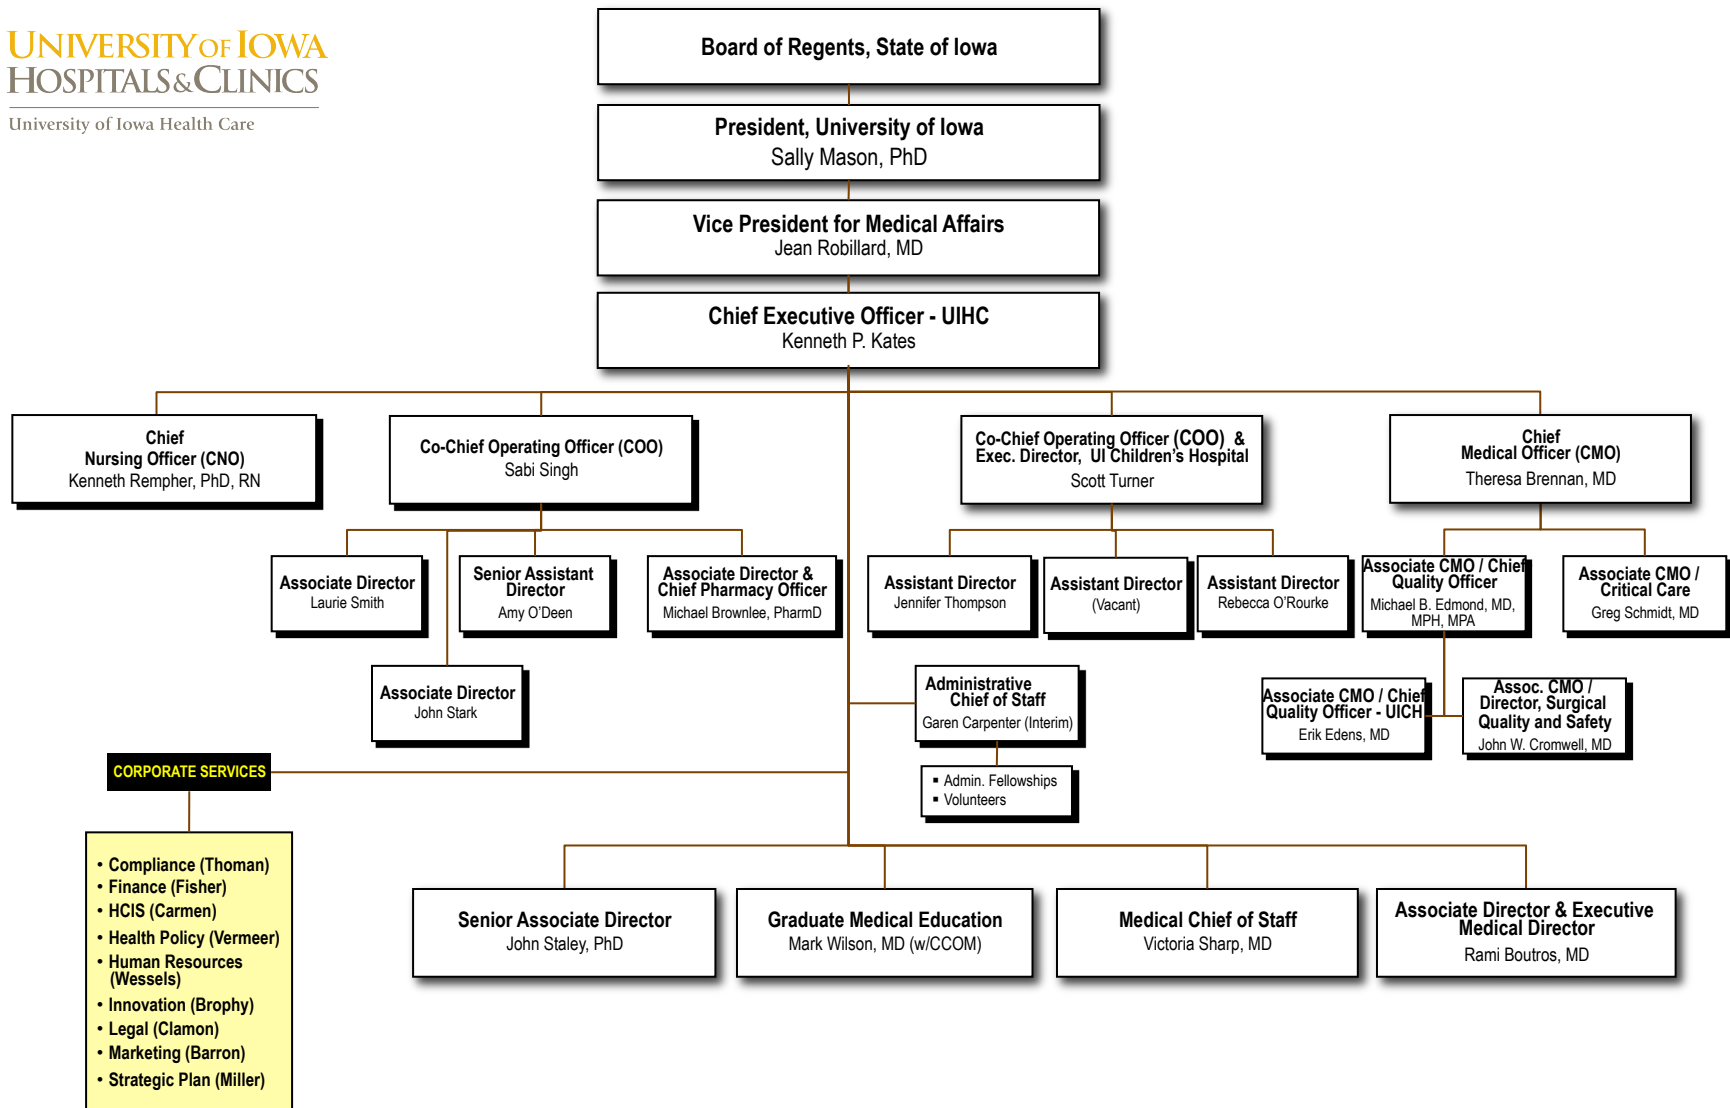 UNIVERSITY OF IOWA
HOSPITALS & CLINICS
University of Iowa Health Care
Board of Regents, State of Iowa
President, University of Iowa
Sally Mason, PhD
Vice President for Medical Affairs
Jean Robillard, MD
Chief Executive Officer - UIHC
Kenneth P. Kates
Chief
Nursing Officer (CNO)
Kenneth Rempher, PhD, RN
Co-Chief Operating Officer (COO)
Sabi Singh
Co-Chief Operating Officer (COO) &
Exec. Director, UI Children's Hospital
Scott Turner
Chief
Medical Officer (CMO)
Theresa Brennan, MD
Associate Director
Laurie Smith
Senior Assistant
Director
Amy O'Deen
Associate Director &
Chief Pharmacy Officer
Michael Brownlee, PharmD
Assistant Director
Jennifer Thompson
Assistant Director
(Vacant)
Assistant Director
Rebecca O'Rourke
Associate CMO / Chief
Quality Officer
Michael B. Edmond, MD,
MPH, MPA
Associate CMO /
Critical Care
Greg Schmidt, MD
Associate Director
John Stark
Administrative
Chief of Staff
Garen Carpenter (Interim)
▪ Admin. Fellowships
▪ Volunteers
Associate CMO / Chief
Quality Officer - UICH
Erik Edens, MD
Assoc. CMO /
Director, Surgical
Quality and Safety
John W. Cromwell, MD
CORPORATE SERVICES
• Compliance (Thoman)
• Finance (Fisher)
• HCIS (Carmen)
• Health Policy (Vermeer)
• Human Resources
(Wessels)
• Innovation (Brophy)
• Legal (Clamon)
• Marketing (Barron)
• Strategic Plan (Miller)
Senior Associate Director
John Staley, PhD
Graduate Medical Education
Mark Wilson, MD (w/CCOM)
Medical Chief of Staff
Victoria Sharp, MD
Associate Director & Executive
Medical Director
Rami Boutros, MD